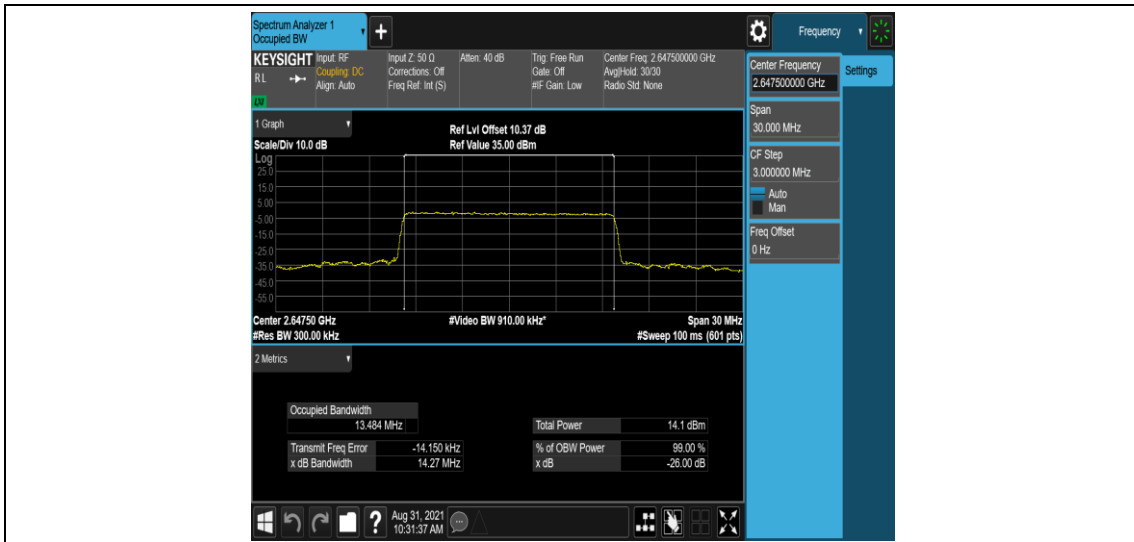 Spectrum Analyzer 1
Occupied BW
+
Frequency
KEYSIGHT
RL
Input: RF
Coupling: DC
Align: Auto
Input Z: 50 Ω
Corrections: Off
Freq Ref: Int (S)
Atten: 40 dB
Trig: Free Run
Gate: Off
#IF Gain: Low
Center Freq: 2.647500000 GHz
Avg|Hold: 30/30
Radio Std: None
Center Frequency
2.647500000 GHz
Settings
Span
30.000 MHz
CF Step
3.000000 MHz
Auto
Man
Freq Offset
0 Hz
1 Graph
Scale/Div 10.0 dB
Ref Lvl Offset 10.37 dB
Ref Value 35.00 dBm
Log
25.0
15.0
5.00
-5.00
-15.0
-25.0
-35.0
-45.0
-55.0
Center 2.64750 GHz
#Res BW 300.00 kHz
#Video BW 910.00 kHz*
Span 30 MHz
#Sweep 100 ms (601 pts)
2 Metrics
Occupied Bandwidth
13.484 MHz
Total Power 14.1 dBm
Transmit Freq Error -14.150 kHz
% of OBW Power 99.00 %
x dB Bandwidth 14.27 MHz
x dB -26.00 dB
?
Aug 31, 2021
10:31:37 AM